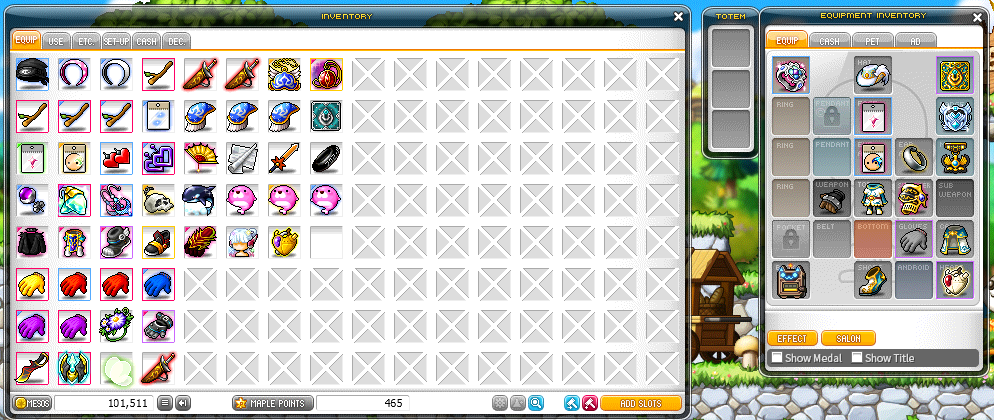 INVENTORY
EQUIP USE ETC. SET-UP CASH DEC.
MESOS 101,511 MAPLE POINTS 465 ADD SLOTS
TOTEM
EQUIPMENT INVENTORY
EQUIP CASH PET AD
HAT
RING PENDANT
RING PENDANT
RING WEAPON SUB
WEAPON
POCKET BELT BOTTOM GLOVES
ANDROID
EFFECT SALON
Show Medal Show Title